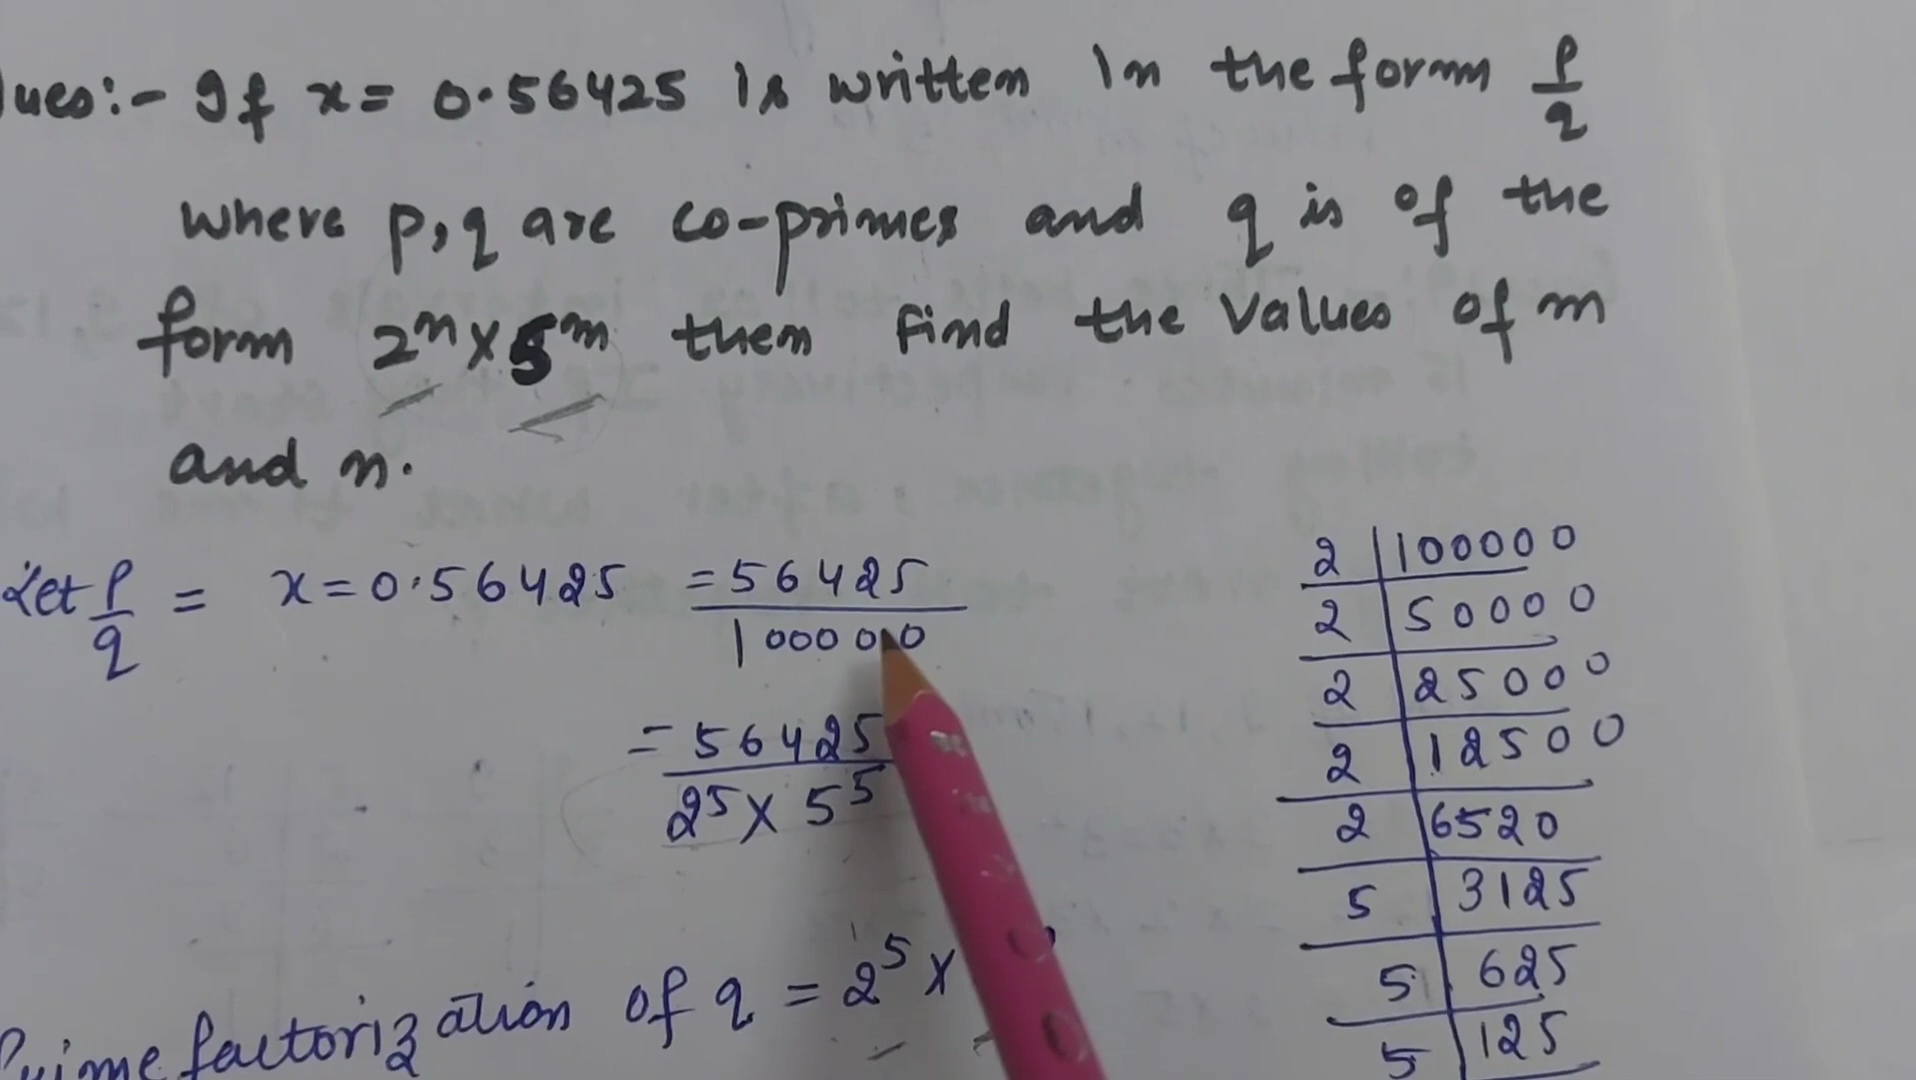 ues:- If x = 0.56425 is written in the form p/q
where p,q are co-primes and q is of the
form 2ⁿ x 5ᵐ then find the values of m
and n.
Let p/q = x = 0.56425 = 56425/100000
= 56425/2⁵ x 5⁵
Prime factorization of q = 2⁵ x
2 | 100000
2 | 50000
2 | 25000
2 | 12500
2 | 6520
5 | 3125
5 | 625
5 | 125